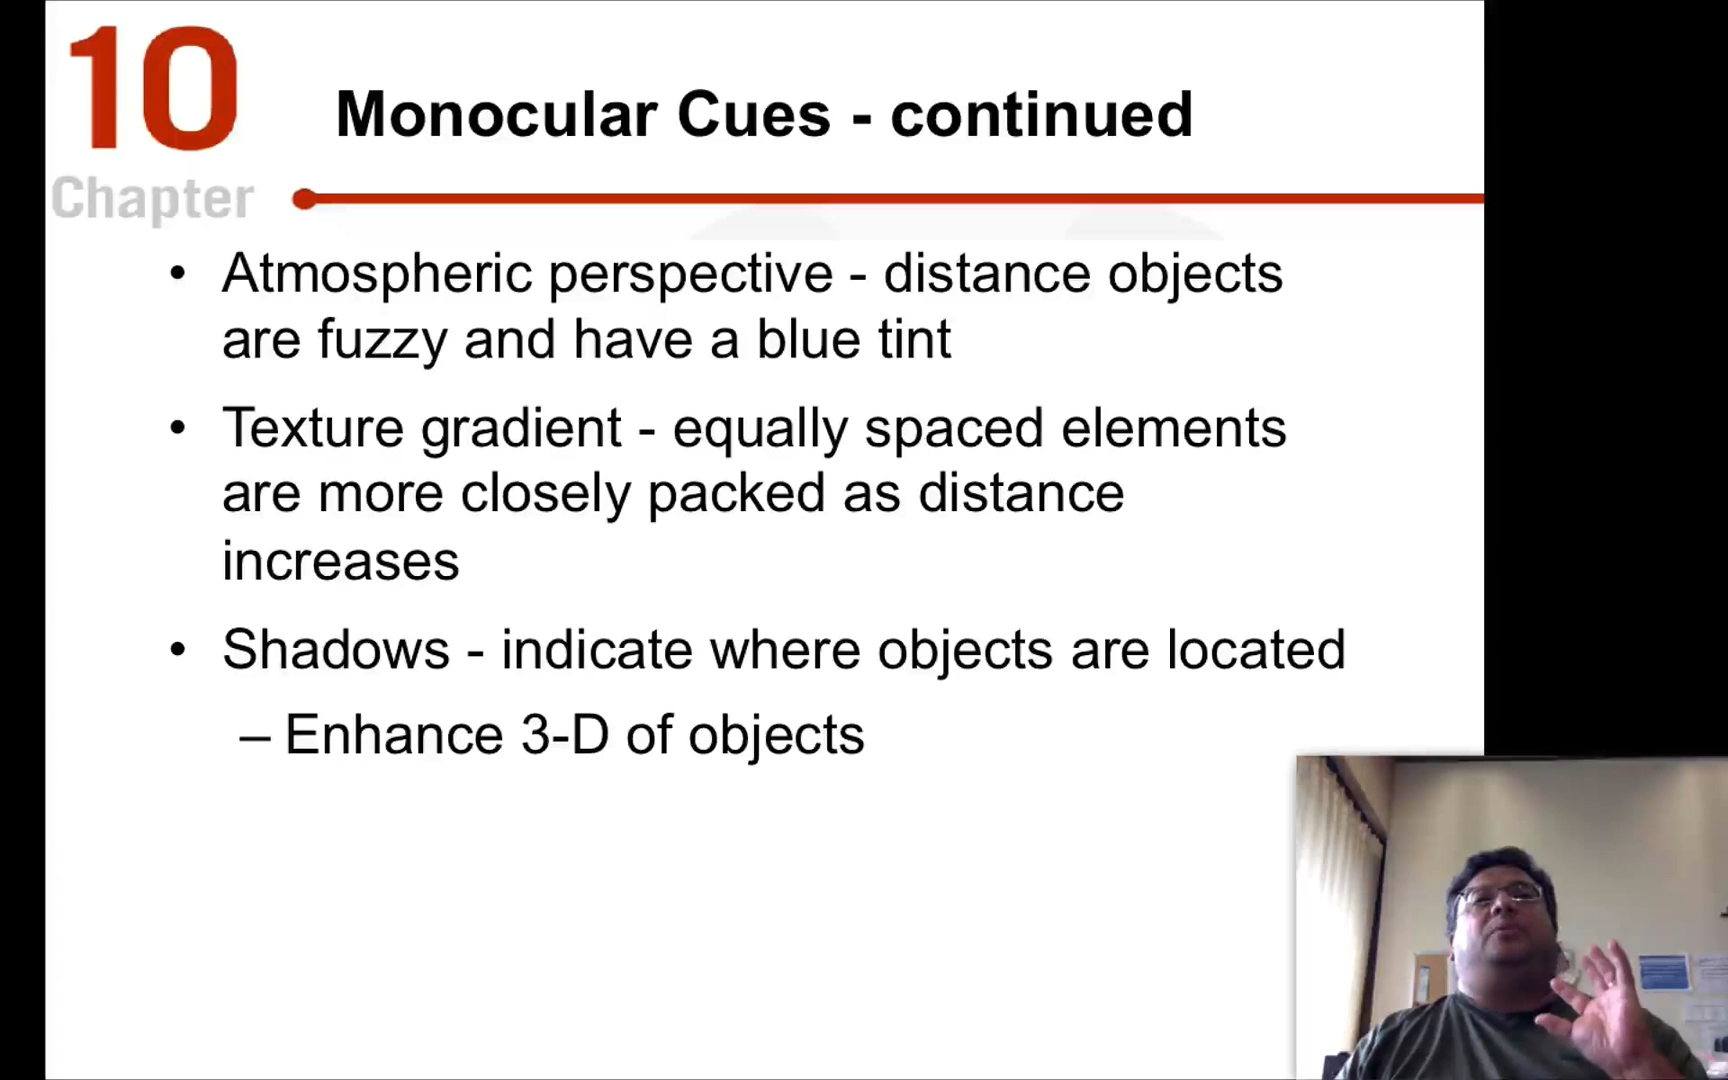 10
Chapter
Monocular Cues - continued
• Atmospheric perspective - distance objects
are fuzzy and have a blue tint
• Texture gradient - equally spaced elements
are more closely packed as distance
increases
• Shadows - indicate where objects are located
– Enhance 3-D of objects